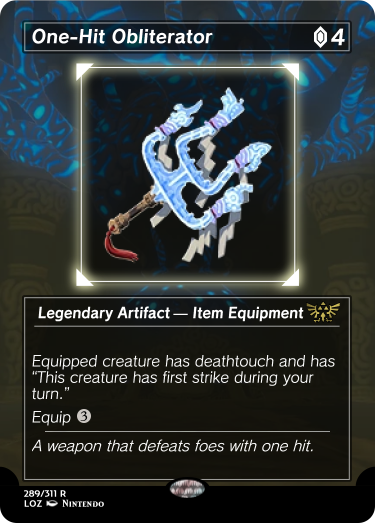 One-Hit Obliterator 4
Legendary Artifact — Item Equipment
Equipped creature has deathtouch and has
“This creature has first strike during your
turn.”
Equip 3
A weapon that defeats foes with one hit.
289/311 R
LOZ Nintendo